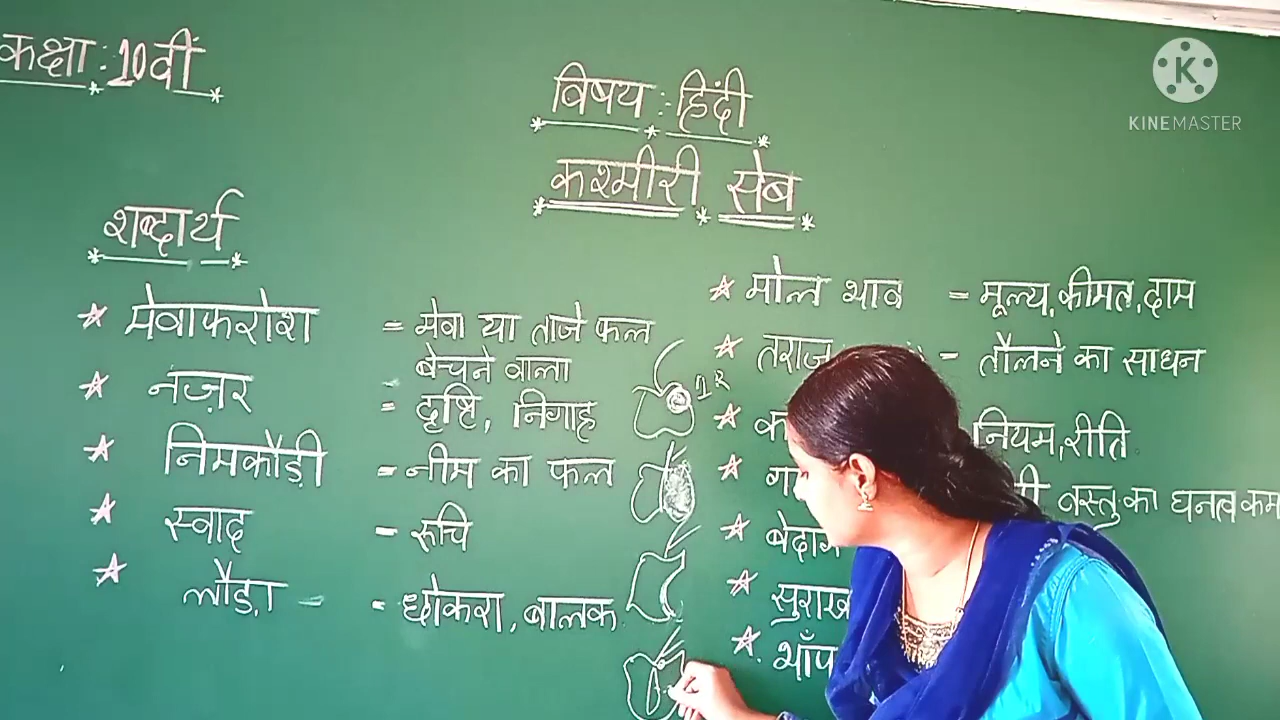 कक्षा : 10वीं
विषय : हिंदी
कश्मीरी सेब
शब्दार्थ
* मेवाफरोश = मेवा या ताजे फल
बेचने वाला
* नज़र = दृष्टि, निगाह
* निमकौड़ी = नीम का फल
* स्वाद - रूचि
* लौड़ा - = छोकरा, बालक
* मोल भाव - मूल्य, कीमत, दाम
* - तौलने का साधन
* नियम, रीति
* वस्तु का घनत्व कम
*
* सुराख
*
12
KINEMASTER